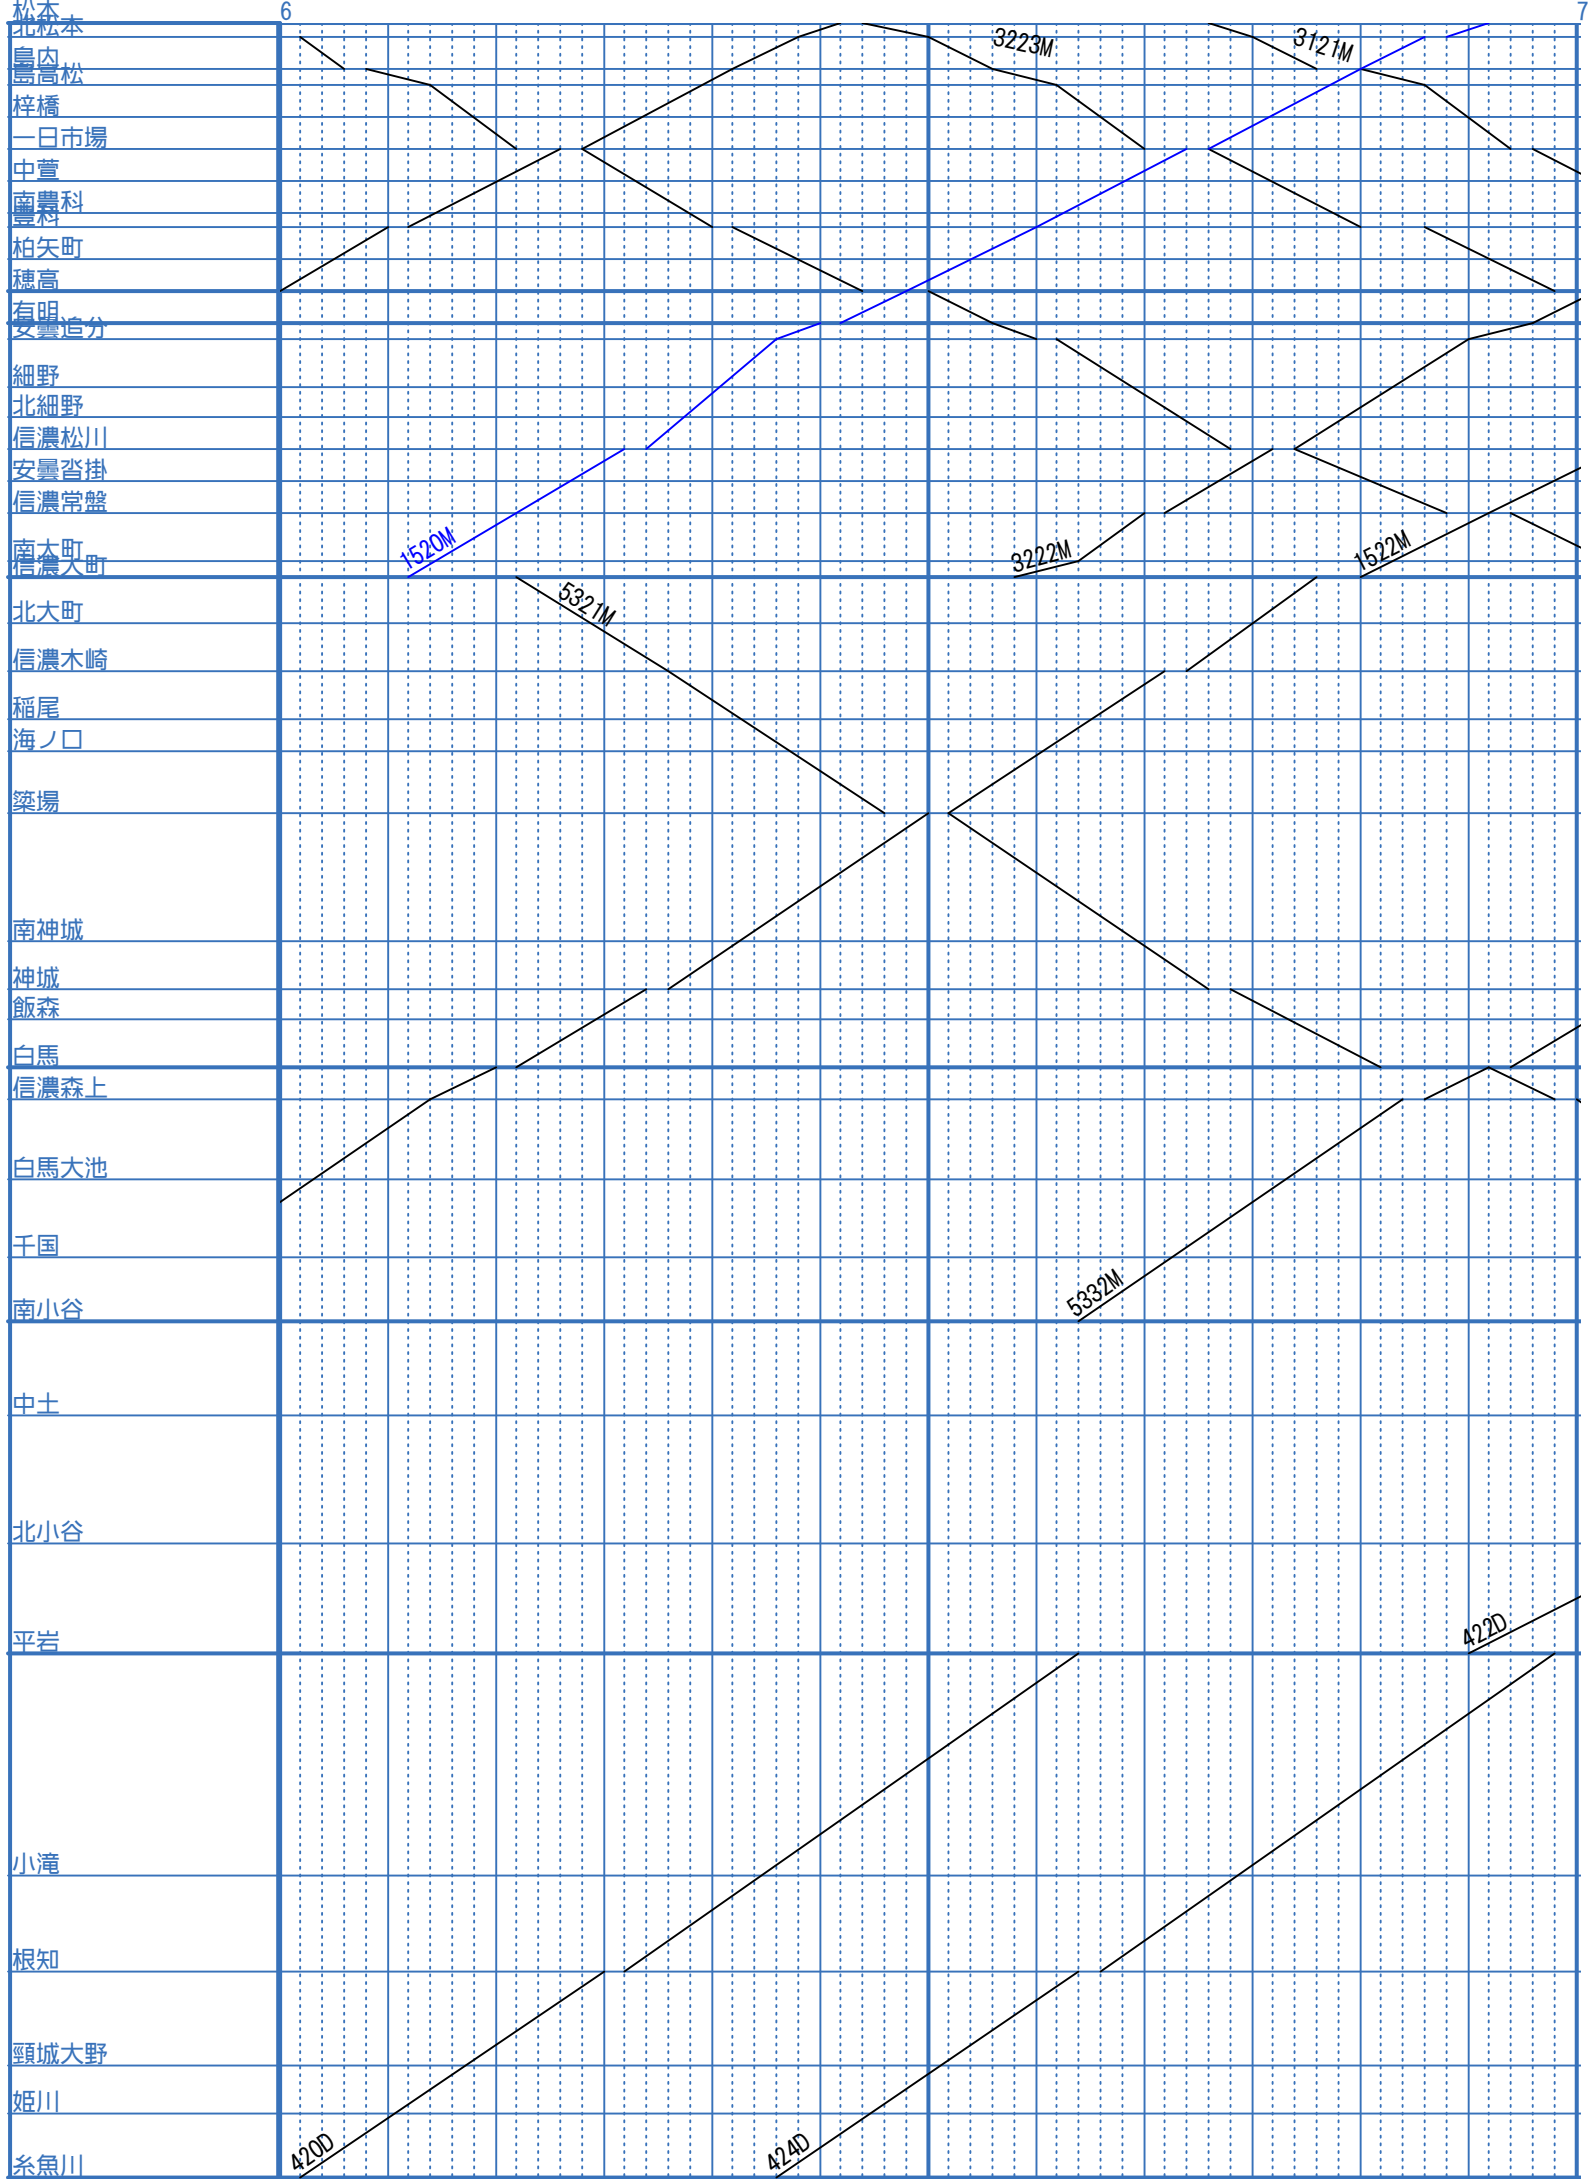 松本
6
7
北松本
島内
島高松
梓橋
一日市場
中萱
南豊科
豊科
柏矢町
穂高
有明
安曇追分
細野
北細野
信濃松川
安曇沓掛
信濃常盤
南大町
信濃大町
北大町
信濃木崎
稲尾
海ノ口
簗場
南神城
神城
飯森
白馬
信濃森上
白馬大池
千国
南小谷
中土
北小谷
平岩
小滝
根知
頸城大野
姫川
糸魚川
3223M
3121M
1520M
3222M
1522M
5321M
5332M
422D
420D
424D